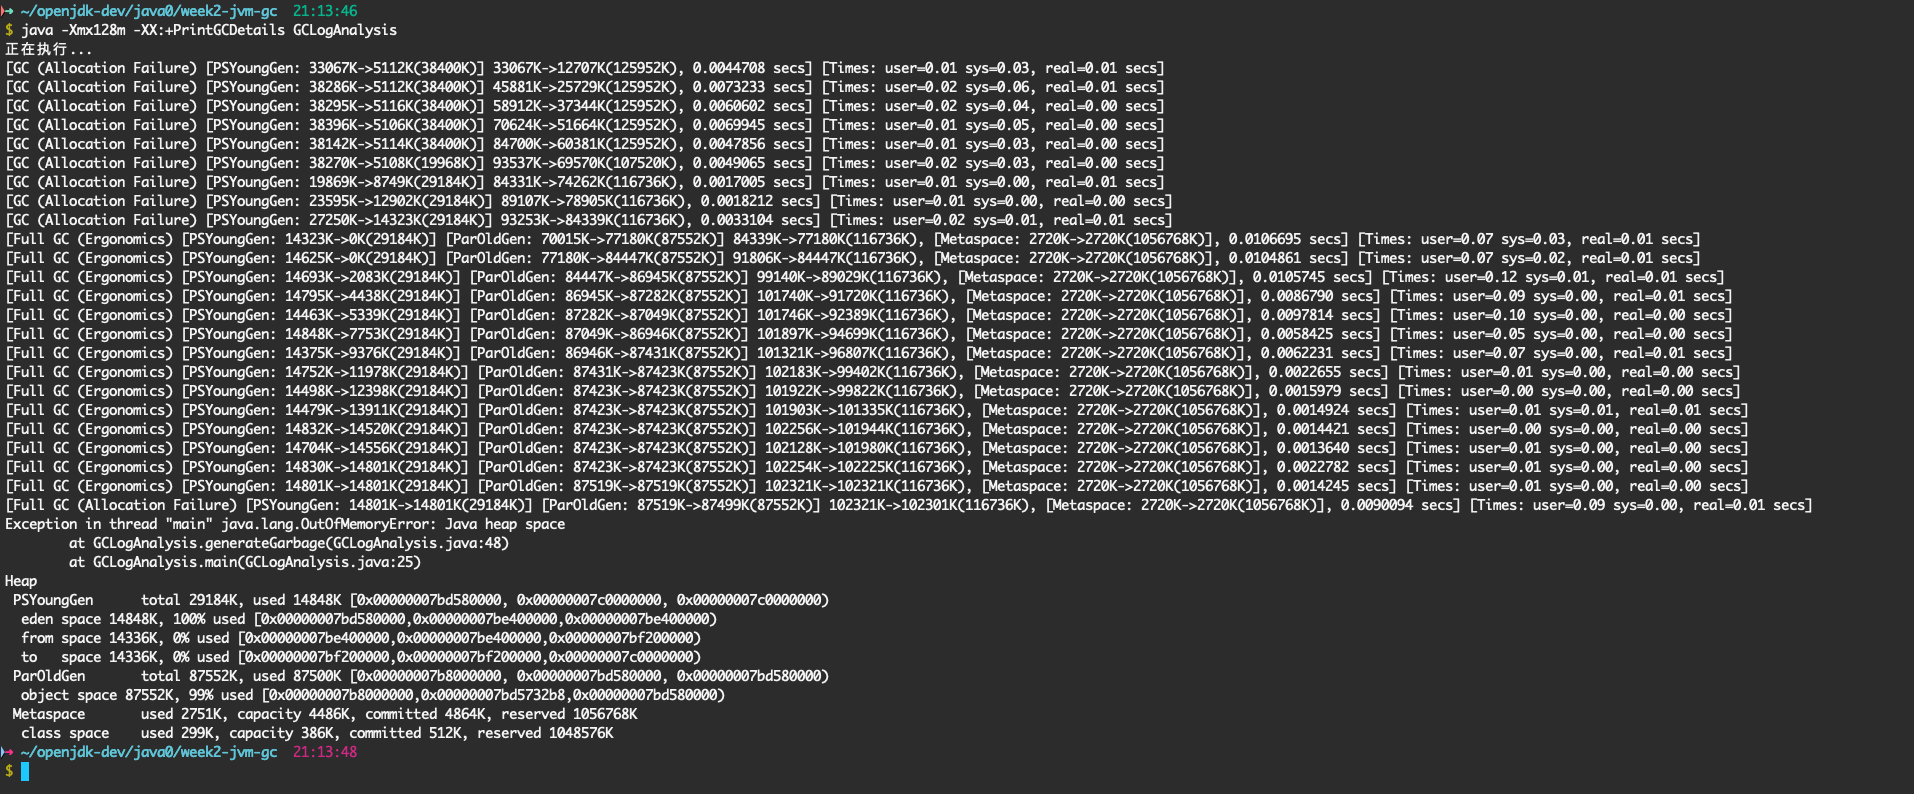 → ~/openjdk-dev/java0/week2-jvm-gc 21:13:46
$ java -Xmx128m -XX:+PrintGCDetails GCLogAnalysis
正在执行...
[GC (Allocation Failure) [PSYoungGen: 33067K->5112K(38400K)] 33067K->12707K(125952K), 0.0044708 secs] [Times: user=0.01 sys=0.03, real=0.01 secs]
[GC (Allocation Failure) [PSYoungGen: 38286K->5112K(38400K)] 45881K->25729K(125952K), 0.0073233 secs] [Times: user=0.02 sys=0.06, real=0.01 secs]
[GC (Allocation Failure) [PSYoungGen: 38295K->5116K(38400K)] 58912K->37344K(125952K), 0.0060602 secs] [Times: user=0.02 sys=0.04, real=0.00 secs]
[GC (Allocation Failure) [PSYoungGen: 38396K->5106K(38400K)] 70624K->51664K(125952K), 0.0069945 secs] [Times: user=0.01 sys=0.05, real=0.00 secs]
[GC (Allocation Failure) [PSYoungGen: 38142K->5114K(38400K)] 84700K->60381K(125952K), 0.0047856 secs] [Times: user=0.01 sys=0.03, real=0.00 secs]
[GC (Allocation Failure) [PSYoungGen: 38270K->5108K(19968K)] 93537K->69570K(107520K), 0.0049065 secs] [Times: user=0.02 sys=0.03, real=0.00 secs]
[GC (Allocation Failure) [PSYoungGen: 19869K->8749K(29184K)] 84331K->74262K(116736K), 0.0017005 secs] [Times: user=0.01 sys=0.00, real=0.01 secs]
[GC (Allocation Failure) [PSYoungGen: 23595K->12902K(29184K)] 89107K->78905K(116736K), 0.0018212 secs] [Times: user=0.01 sys=0.00, real=0.00 secs]
[GC (Allocation Failure) [PSYoungGen: 27250K->14323K(29184K)] 93253K->84339K(116736K), 0.0033104 secs] [Times: user=0.02 sys=0.01, real=0.01 secs]
[Full GC (Ergonomics) [PSYoungGen: 14323K->0K(29184K)] [ParOldGen: 70015K->77180K(87552K)] 84339K->77180K(116736K), [Metaspace: 2720K->2720K(1056768K)], 0.0106695 secs] [Times: user=0.07 sys=0.03, real=0.01 secs]
[Full GC (Ergonomics) [PSYoungGen: 14625K->0K(29184K)] [ParOldGen: 77180K->84447K(87552K)] 91806K->84447K(116736K), [Metaspace: 2720K->2720K(1056768K)], 0.0104861 secs] [Times: user=0.07 sys=0.02, real=0.01 secs]
[Full GC (Ergonomics) [PSYoungGen: 14693K->2083K(29184K)] [ParOldGen: 84447K->86945K(87552K)] 99140K->89029K(116736K), [Metaspace: 2720K->2720K(1056768K)], 0.0105745 secs] [Times: user=0.12 sys=0.01, real=0.01 secs]
[Full GC (Ergonomics) [PSYoungGen: 14795K->4438K(29184K)] [ParOldGen: 86945K->87282K(87552K)] 101740K->91720K(116736K), [Metaspace: 2720K->2720K(1056768K)], 0.0086790 secs] [Times: user=0.09 sys=0.00, real=0.01 secs]
[Full GC (Ergonomics) [PSYoungGen: 14463K->5339K(29184K)] [ParOldGen: 87282K->87049K(87552K)] 101746K->92389K(116736K), [Metaspace: 2720K->2720K(1056768K)], 0.0097814 secs] [Times: user=0.10 sys=0.00, real=0.00 secs]
[Full GC (Ergonomics) [PSYoungGen: 14848K->7753K(29184K)] [ParOldGen: 87049K->86946K(87552K)] 101897K->94699K(116736K), [Metaspace: 2720K->2720K(1056768K)], 0.0058425 secs] [Times: user=0.05 sys=0.00, real=0.00 secs]
[Full GC (Ergonomics) [PSYoungGen: 14375K->9376K(29184K)] [ParOldGen: 86946K->87431K(87552K)] 101321K->96807K(116736K), [Metaspace: 2720K->2720K(1056768K)], 0.0062231 secs] [Times: user=0.07 sys=0.00, real=0.01 secs]
[Full GC (Ergonomics) [PSYoungGen: 14752K->11978K(29184K)] [ParOldGen: 87431K->87423K(87552K)] 102183K->99402K(116736K), [Metaspace: 2720K->2720K(1056768K)], 0.0022655 secs] [Times: user=0.01 sys=0.00, real=0.00 secs]
[Full GC (Ergonomics) [PSYoungGen: 14498K->12398K(29184K)] [ParOldGen: 87423K->87423K(87552K)] 101922K->99822K(116736K), [Metaspace: 2720K->2720K(1056768K)], 0.0015979 secs] [Times: user=0.00 sys=0.00, real=0.00 secs]
[Full GC (Ergonomics) [PSYoungGen: 14479K->13911K(29184K)] [ParOldGen: 87423K->87423K(87552K)] 101903K->101335K(116736K), [Metaspace: 2720K->2720K(1056768K)], 0.0014924 secs] [Times: user=0.01 sys=0.01, real=0.01 secs]
[Full GC (Ergonomics) [PSYoungGen: 14832K->14520K(29184K)] [ParOldGen: 87423K->87423K(87552K)] 102256K->101944K(116736K), [Metaspace: 2720K->2720K(1056768K)], 0.0014421 secs] [Times: user=0.00 sys=0.00, real=0.00 secs]
[Full GC (Ergonomics) [PSYoungGen: 14704K->14556K(29184K)] [ParOldGen: 87423K->87423K(87552K)] 102128K->101980K(116736K), [Metaspace: 2720K->2720K(1056768K)], 0.0013640 secs] [Times: user=0.01 sys=0.00, real=0.00 secs]
[Full GC (Ergonomics) [PSYoungGen: 14830K->14801K(29184K)] [ParOldGen: 87423K->87423K(87552K)] 102254K->102225K(116736K), [Metaspace: 2720K->2720K(1056768K)], 0.0022782 secs] [Times: user=0.01 sys=0.00, real=0.00 secs]
[Full GC (Ergonomics) [PSYoungGen: 14801K->14801K(29184K)] [ParOldGen: 87519K->87519K(87552K)] 102321K->102321K(116736K), [Metaspace: 2720K->2720K(1056768K)], 0.0014245 secs] [Times: user=0.01 sys=0.00, real=0.00 secs]
[Full GC (Allocation Failure) [PSYoungGen: 14801K->14801K(29184K)] [ParOldGen: 87519K->87499K(87552K)] 102321K->102301K(116736K), [Metaspace: 2720K->2720K(1056768K)], 0.0090094 secs] [Times: user=0.09 sys=0.00, real=0.01 secs]
Exception in thread "main" java.lang.OutOfMemoryError: Java heap space
        at GCLogAnalysis.generateGarbage(GCLogAnalysis.java:48)
        at GCLogAnalysis.main(GCLogAnalysis.java:25)
Heap
 PSYoungGen      total 29184K, used 14848K [0x00000007bd580000, 0x00000007c0000000, 0x00000007c0000000)
  eden space 14848K, 100% used [0x00000007bd580000,0x00000007be400000,0x00000007be400000)
  from space 14336K, 0% used [0x00000007be400000,0x00000007be400000,0x00000007bf200000)
  to   space 14336K, 0% used [0x00000007bf200000,0x00000007bf200000,0x00000007c0000000)
 ParOldGen       total 87552K, used 87500K [0x00000007b8000000, 0x00000007bd580000, 0x00000007bd580000)
  object space 87552K, 99% used [0x00000007b8000000,0x00000007bd5732b8,0x00000007bd580000)
 Metaspace       used 2751K, capacity 4486K, committed 4864K, reserved 1056768K
  class space    used 299K, capacity 386K, committed 512K, reserved 1048576K
→ ~/openjdk-dev/java0/week2-jvm-gc 21:13:48
$